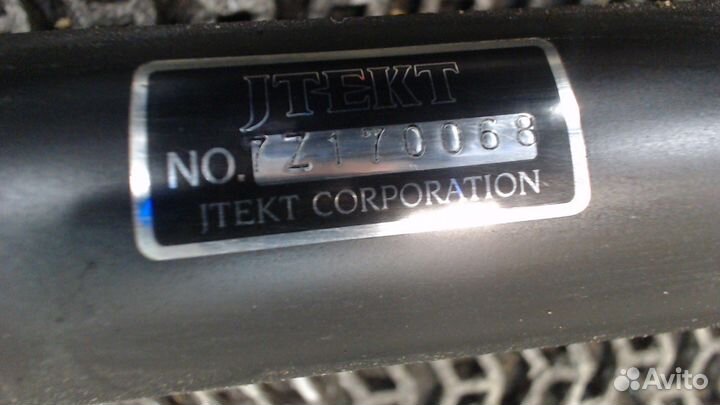 JTEKT
NO. 7Z170068
JTEKT CORPORATION
Avito